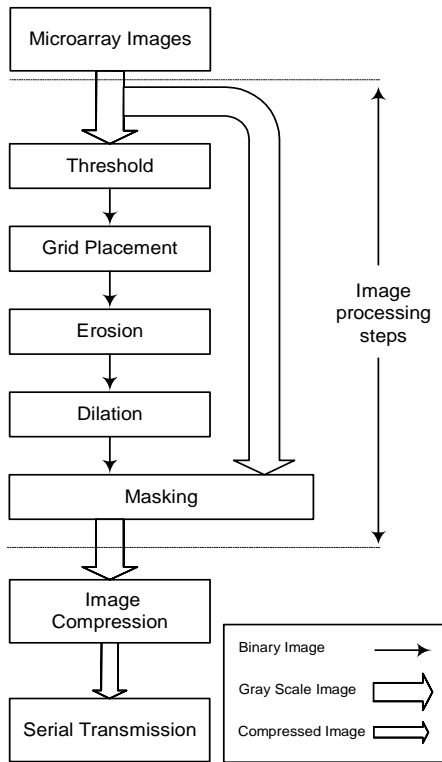 Microarray Images
Threshold
Grid Placement
Erosion
Dilation
Masking
Image
processing
steps
Image
Compression
Serial Transmission
Binary Image
Gray Scale Image
Compressed Image